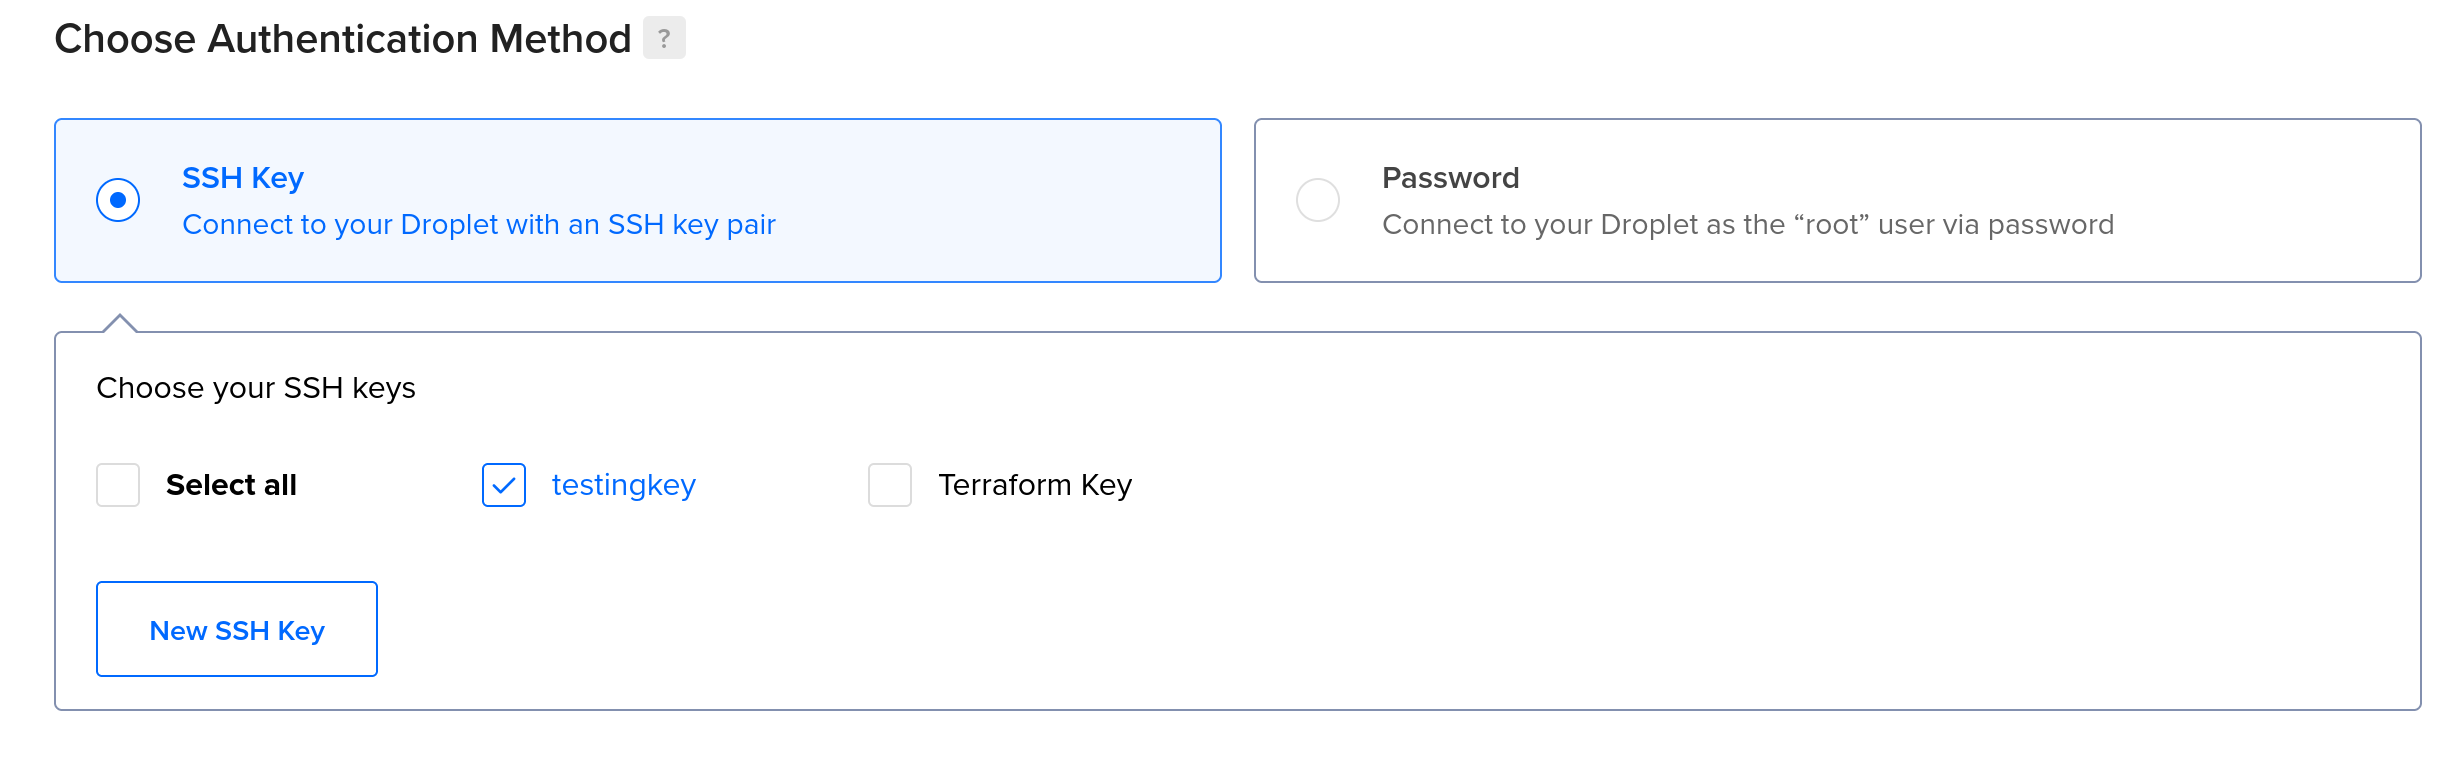 Choose Authentication Method ?
SSH Key
Connect to your Droplet with an SSH key pair
Password
Connect to your Droplet as the “root” user via password
Choose your SSH keys
Select all
testingkey
Terraform Key
New SSH Key